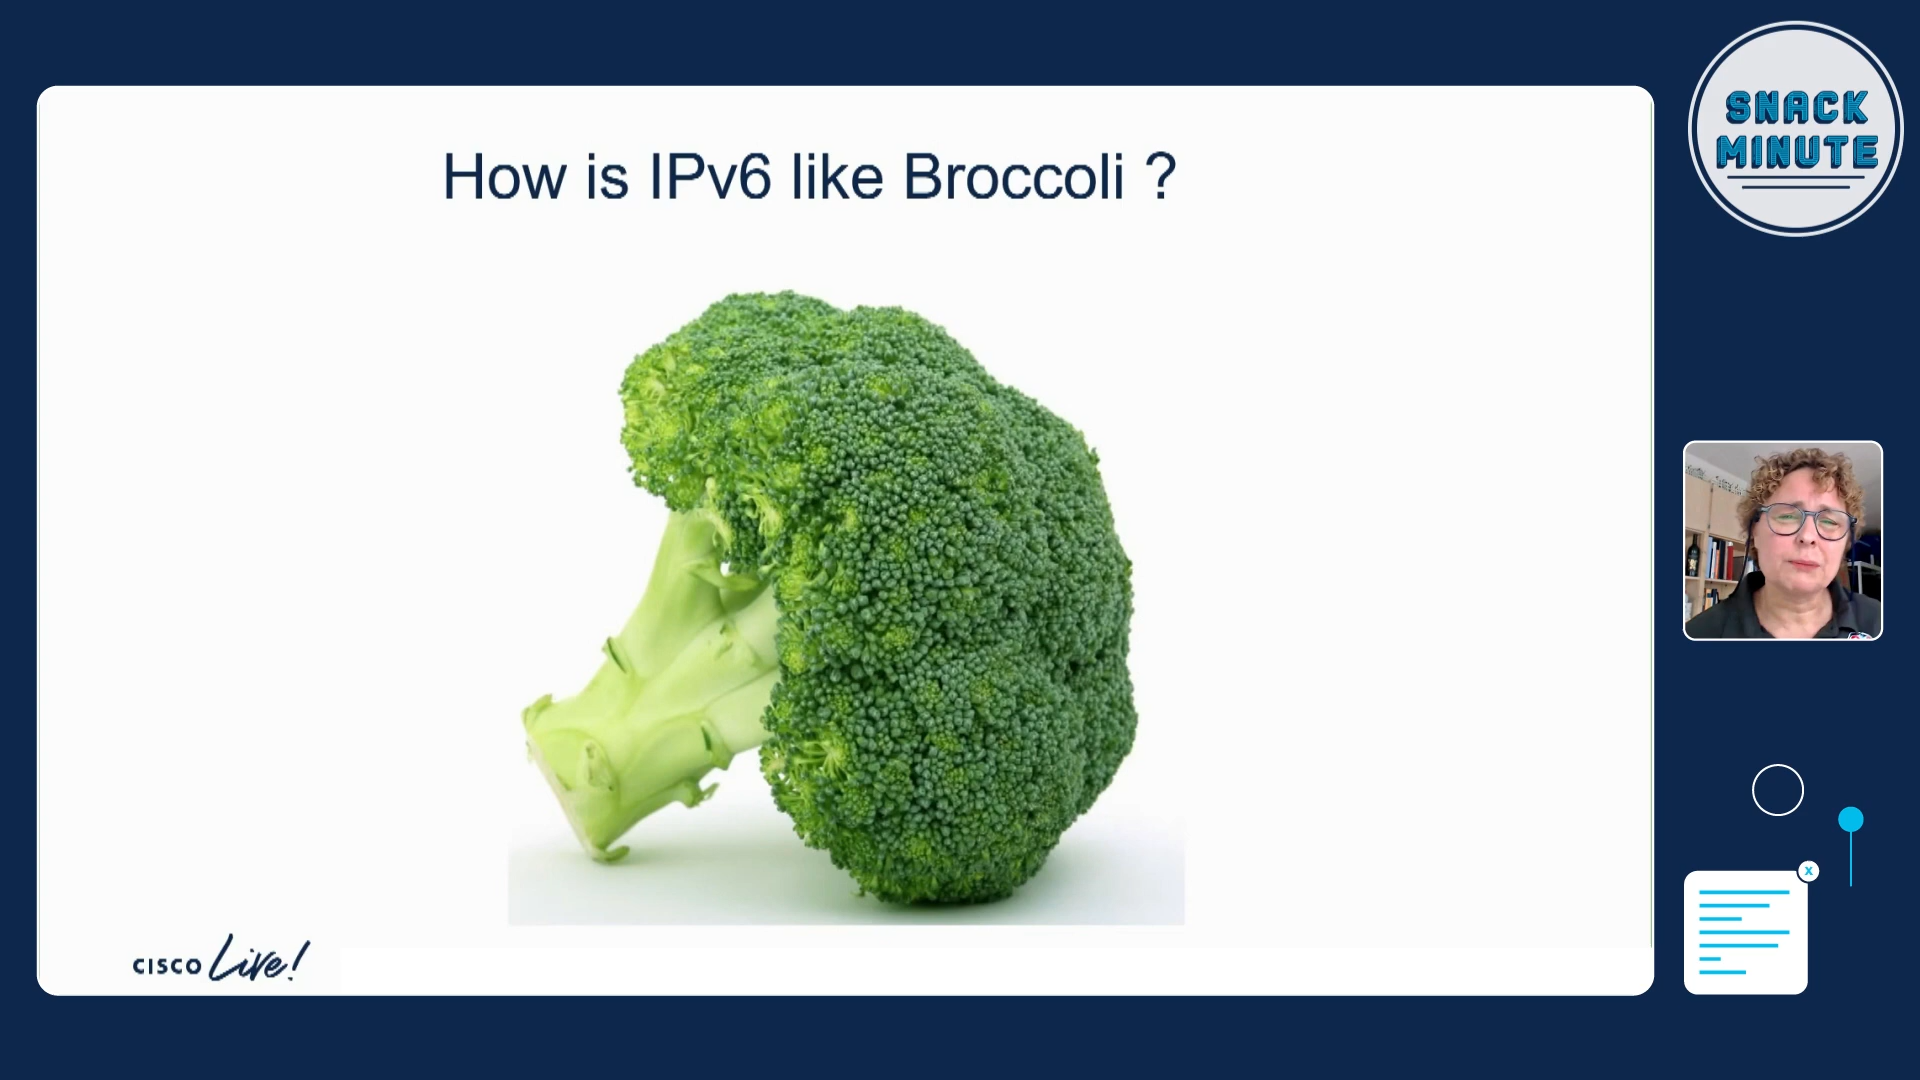 How is IPv6 like Broccoli ?
SNACK
MINUTE
CISCO Live!
x